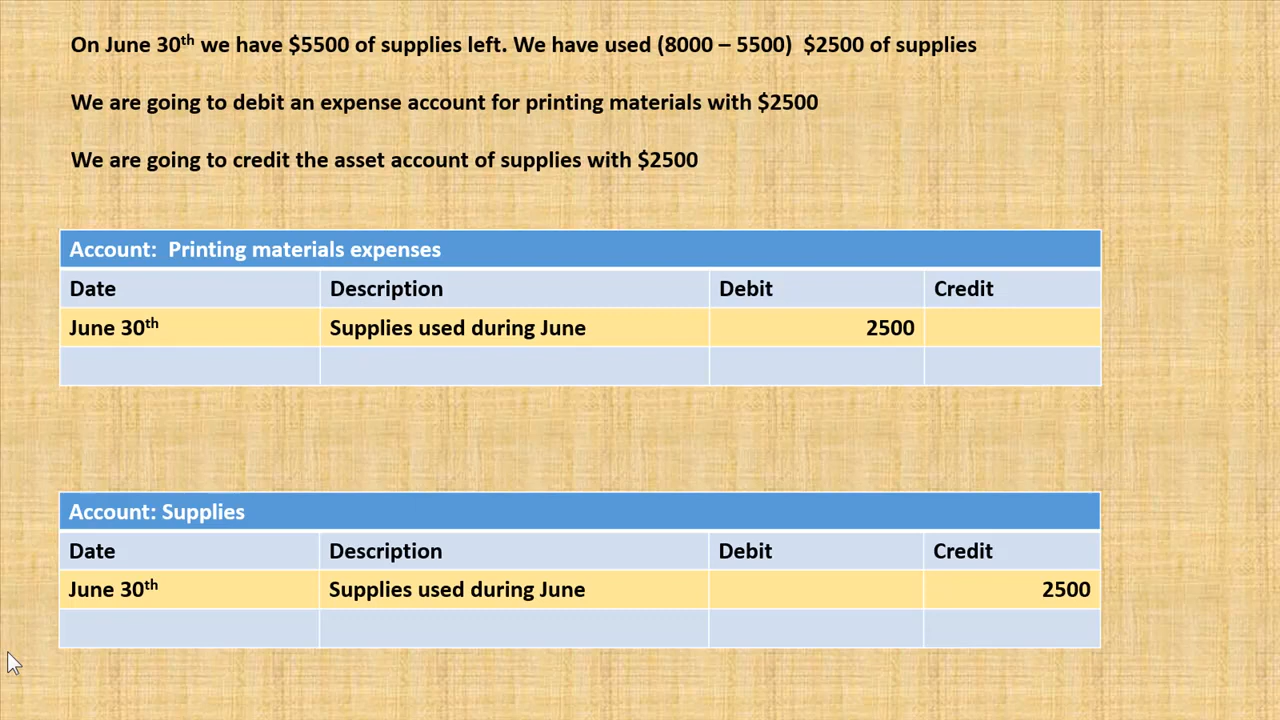 On June 30th we have $5500 of supplies left. We have used (8000 – 5500)  $2500 of supplies
We are going to debit an expense account for printing materials with $2500
We are going to credit the asset account of supplies with $2500
Account:  Printing materials expenses
Date Description Debit Credit
June 30th Supplies used during June 2500
Account: Supplies
Date Description Debit Credit
June 30th Supplies used during June 2500